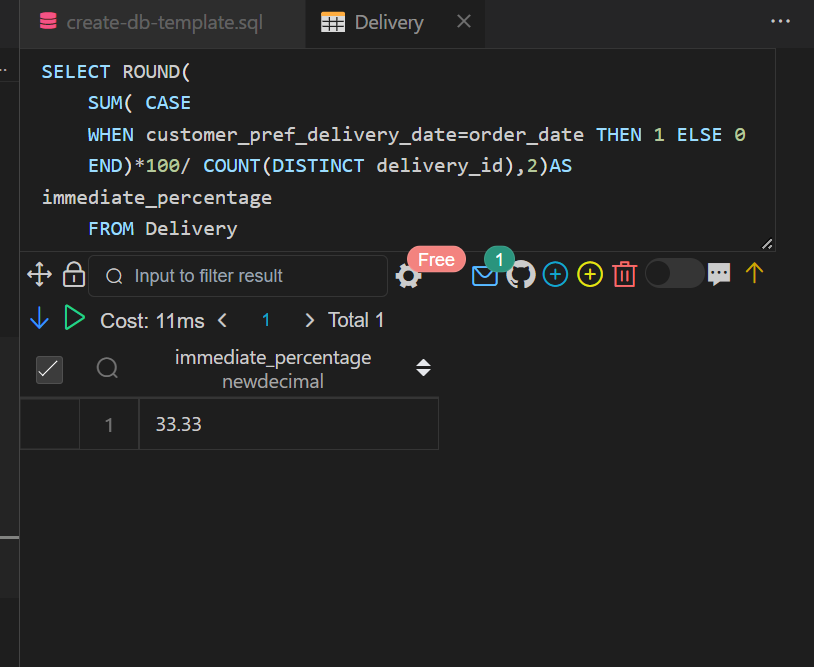 create-db-template.sql
Delivery
SELECT ROUND(
SUM( CASE
WHEN customer_pref_delivery_date=order_date THEN 1 ELSE 0
END)*100/ COUNT(DISTINCT delivery_id),2)AS
immediate_percentage
FROM Delivery
Input to filter result
Free
1
Cost: 11ms
1
Total 1
immediate_percentage
newdecimal
1
33.33